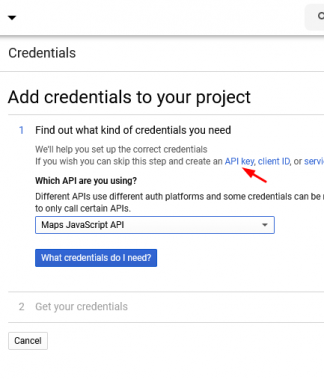 Credentials
Add credentials to your project
1 Find out what kind of credentials you need
We'll help you set up the correct credentials
If you wish you can skip this step and create an API key, client ID, or
Which API are you using?
Different APIs use different auth platforms and some credentials can be
to only call certain APIs.
Maps JavaScript API
What credentials do I need?
2 Get your credentials
Cancel